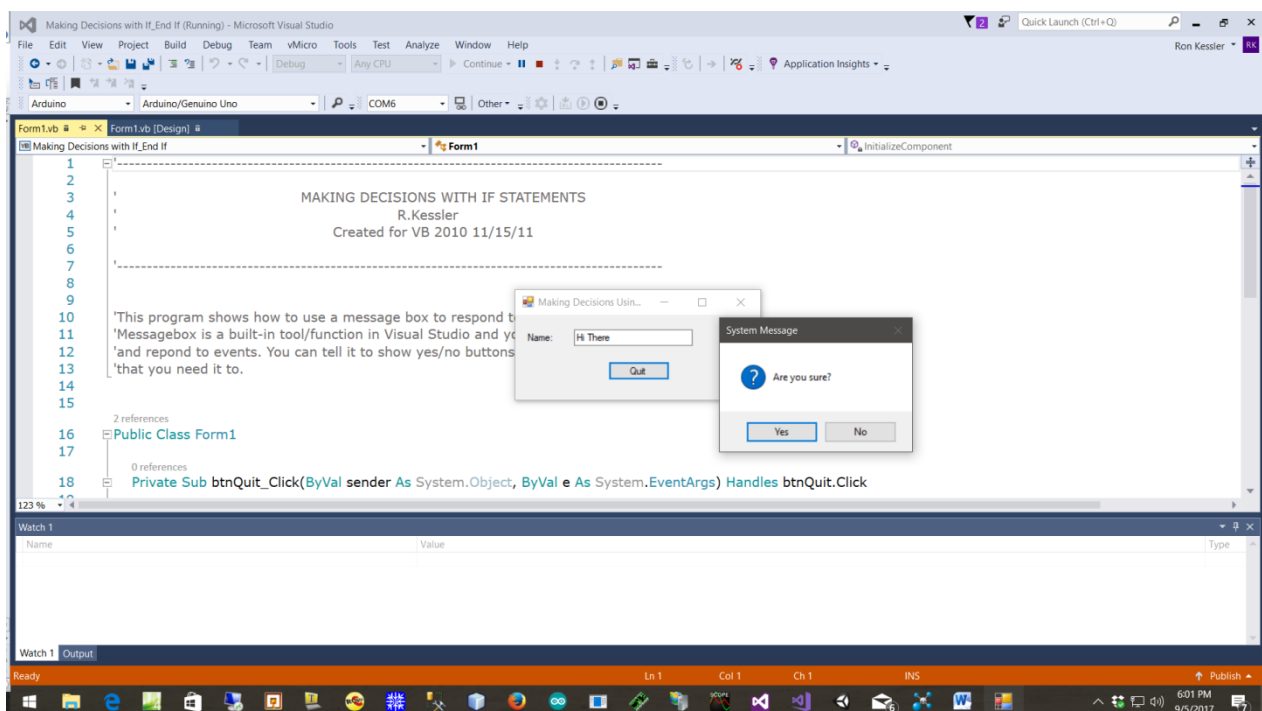 Making Decisions with If_End If (Running) - Microsoft Visual Studio
2
Quick Launch (Ctrl+Q)
File Edit View Project Build Debug Team vMicro Tools Test Analyze Window Help
Ron Kessler
RK
Debug Any CPU Continue Application Insights
Arduino Arduino/Genuino Uno COM6 Other
Form1.vb Form1.vb [Design]
Making Decisions with If_End If Form1 InitializeComponent
1 '--------------------------------------------------------------------------------------------
2
3 ' MAKING DECISIONS WITH IF STATEMENTS
4 ' R.Kessler
5 ' Created for VB 2010 11/15/11
6
7 '--------------------------------------------------------------------------------------------
8
9
10 'This program shows how to use a message box to respond t
11 'Messagebox is a built-in tool/function in Visual Studio and yo
12 'and repond to events. You can tell it to show yes/no buttons
13 'that you need it to.
14
15
2 references
16 Public Class Form1
17
0 references
18 Private Sub btnQuit_Click(ByVal sender As System.Object, ByVal e As System.EventArgs) Handles btnQuit.Click
19
Making Decisions Usin...
Name: Hi There
Quit
System Message
? Are you sure?
Yes No
123 %
Watch 1
Name Value Type
Watch 1 Output
Ready Ln 1 Col 1 Ch 1 INS Publish
SCOPE
6
6:01 PM
9/5/2017
7